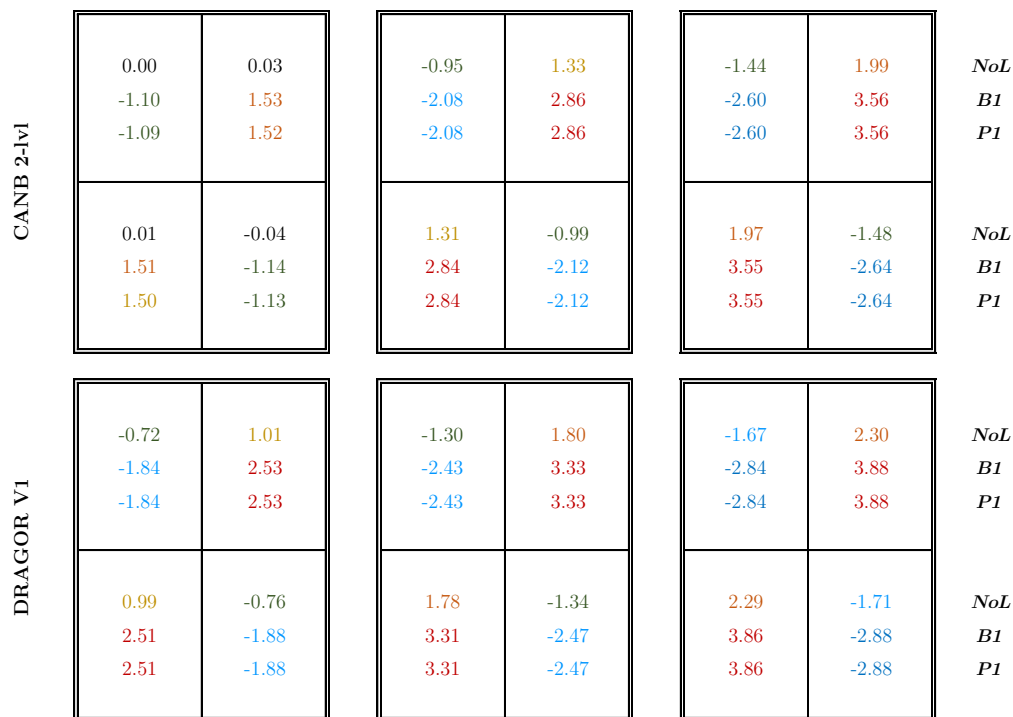 0.00 0.03 -0.95 1.33 -1.44 1.99 NoL
-1.10 1.53 -2.08 2.86 -2.60 3.56 B1
-1.09 1.52 -2.08 2.86 -2.60 3.56 P1
CANB 2-lvl
0.01 -0.04 1.31 -0.99 1.97 -1.48 NoL
1.51 -1.14 2.84 -2.12 3.55 -2.64 B1
1.50 -1.13 2.84 -2.12 3.55 -2.64 P1
-0.72 1.01 -1.30 1.80 -1.67 2.30 NoL
-1.84 2.53 -2.43 3.33 -2.84 3.88 B1
-1.84 2.53 -2.43 3.33 -2.84 3.88 P1
DRAGOR V1
0.99 -0.76 1.78 -1.34 2.29 -1.71 NoL
2.51 -1.88 3.31 -2.47 3.86 -2.88 B1
2.51 -1.88 3.31 -2.47 3.86 -2.88 P1